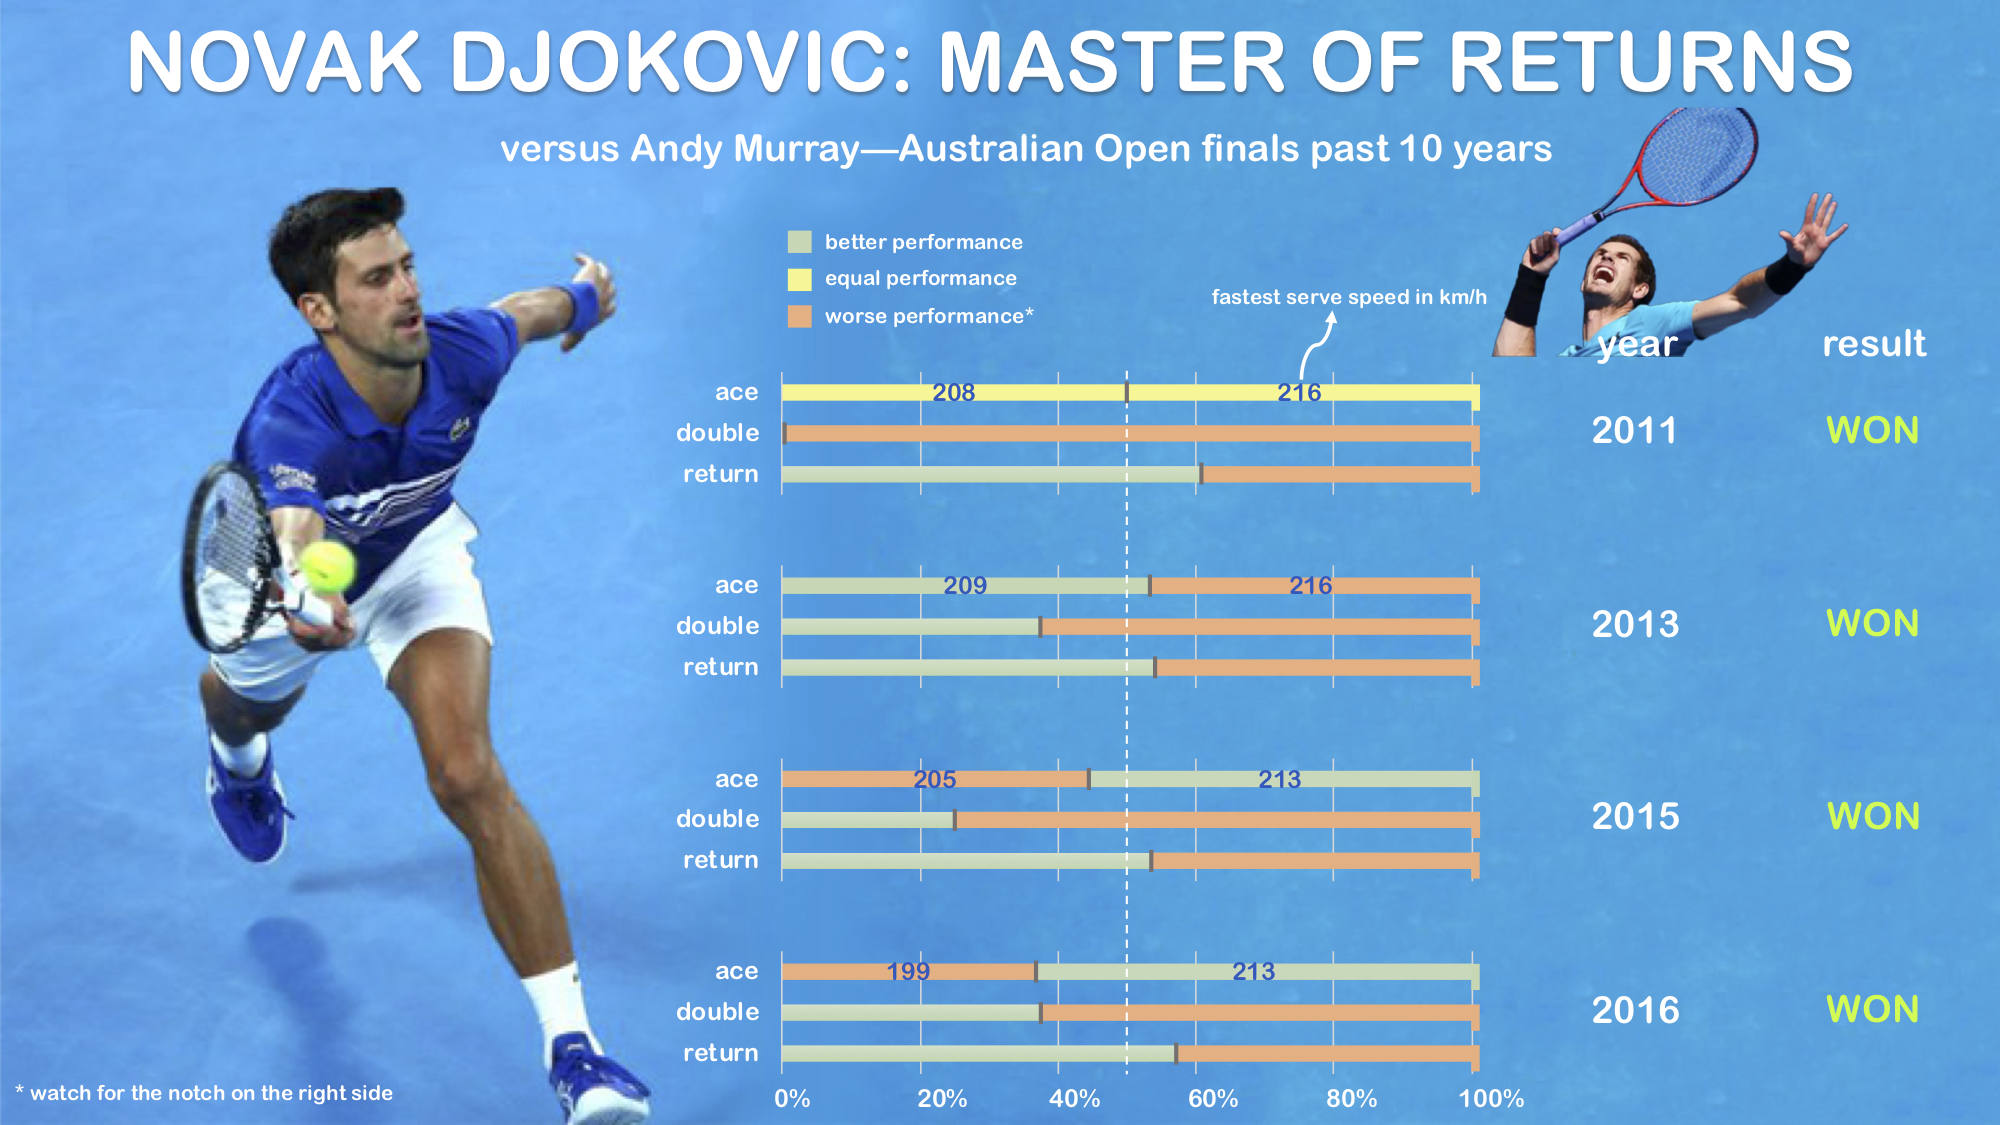 NOVAK DJOKOVIC: MASTER OF RETURNS
versus Andy Murray—Australian Open finals past 10 years
better performance
equal performance
worse performance*
fastest serve speed in km/h
year result
ace 208 216
double
return
2011 WON
ace 209 216
double
return
2013 WON
ace 205 213
double
return
2015 WON
ace 199 213
double
return
2016 WON
0% 20% 40% 60% 80% 100%
* watch for the notch on the right side